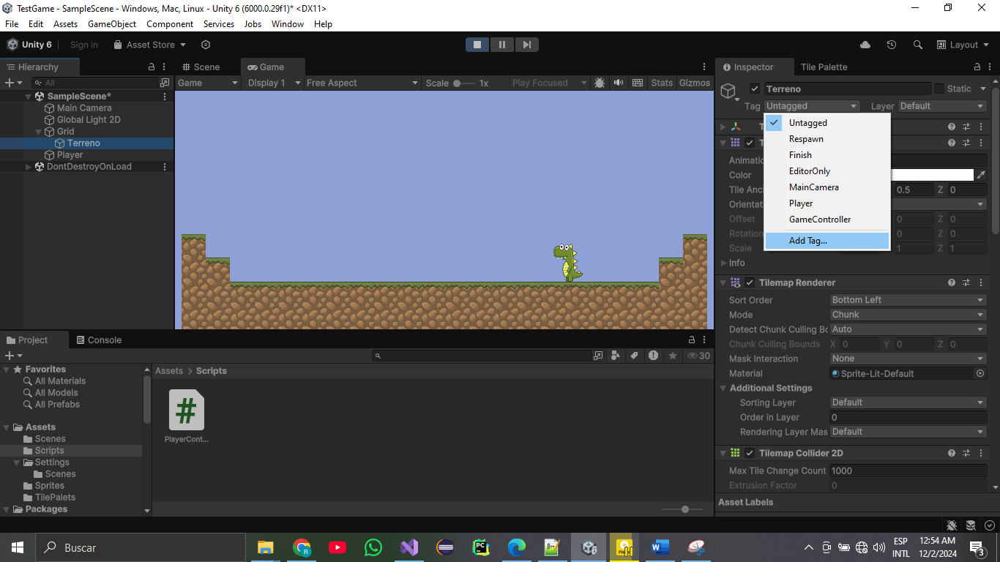 TestGame - SampleScene - Windows, Mac, Linux - Unity 6 (6000.0.29f1)* <DX11>
File Edit Assets GameObject Component Services Jobs Window Help
Unity 6 Sign in Asset Store Layout
Hierarchy
All
SampleScene*
Main Camera
Global Light 2D
Grid
Terreno
Player
DontDestroyOnLoad
Scene Game
Game Display 1 Free Aspect Scale 1x Play Focused Stats Gizmos
Inspector Tile Palette
Terreno Static
Tag Untagged Layer Default
Untagged
Respawn
Finish
EditorOnly
MainCamera
Player
GameController
Add Tag...
Color
0.5 Z 0
Offset 0 Z 0
0 Z 0
Scale 1 Z 1
Info
Tilemap Renderer
Sort Order Bottom Left
Mode Chunk
Detect Chunk Culling Bo Auto
Chunk Culling Bounds X 0 Y 0 Z 0
Mask Interaction None
Material Sprite-Lit-Default
Additional Settings
Sorting Layer Default
Order in Layer 0
Rendering Layer Mas Default
Tilemap Collider 2D
Max Tile Change Count 1000
Extrusion Factor 0
Asset Labels
Project Console
30
Favorites
All Materials
All Models
All Prefabs
Assets
Scenes
Scripts
Settings
Scenes
Sprites
TilePalets
Packages
Assets > Scripts
#
PlayerCont...
Buscar
ESP
INTL
12:54 AM
12/2/2024
3